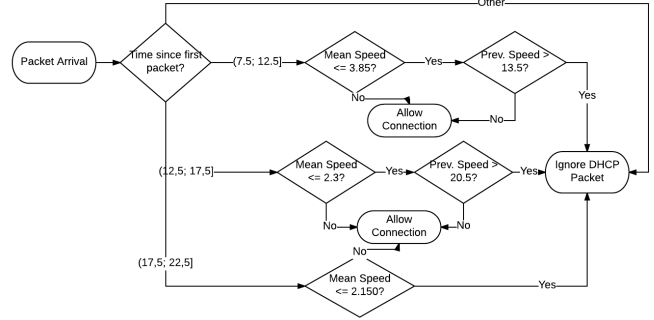 Other
Packet Arrival
Time since first
packet?
(7.5; 12.5]
Mean Speed
<= 3.85?
Yes
Prev. Speed >
13.5?
Yes
No
Allow
Connection
No
(12,5; 17,5]
Mean Speed
<= 2.3?
Yes
Prev. Speed >
20.5?
Yes
Ignore DHCP
Packet
No
Allow
Connection
No
No
(17,5; 22,5]
Mean Speed
<= 2.150?
Yes